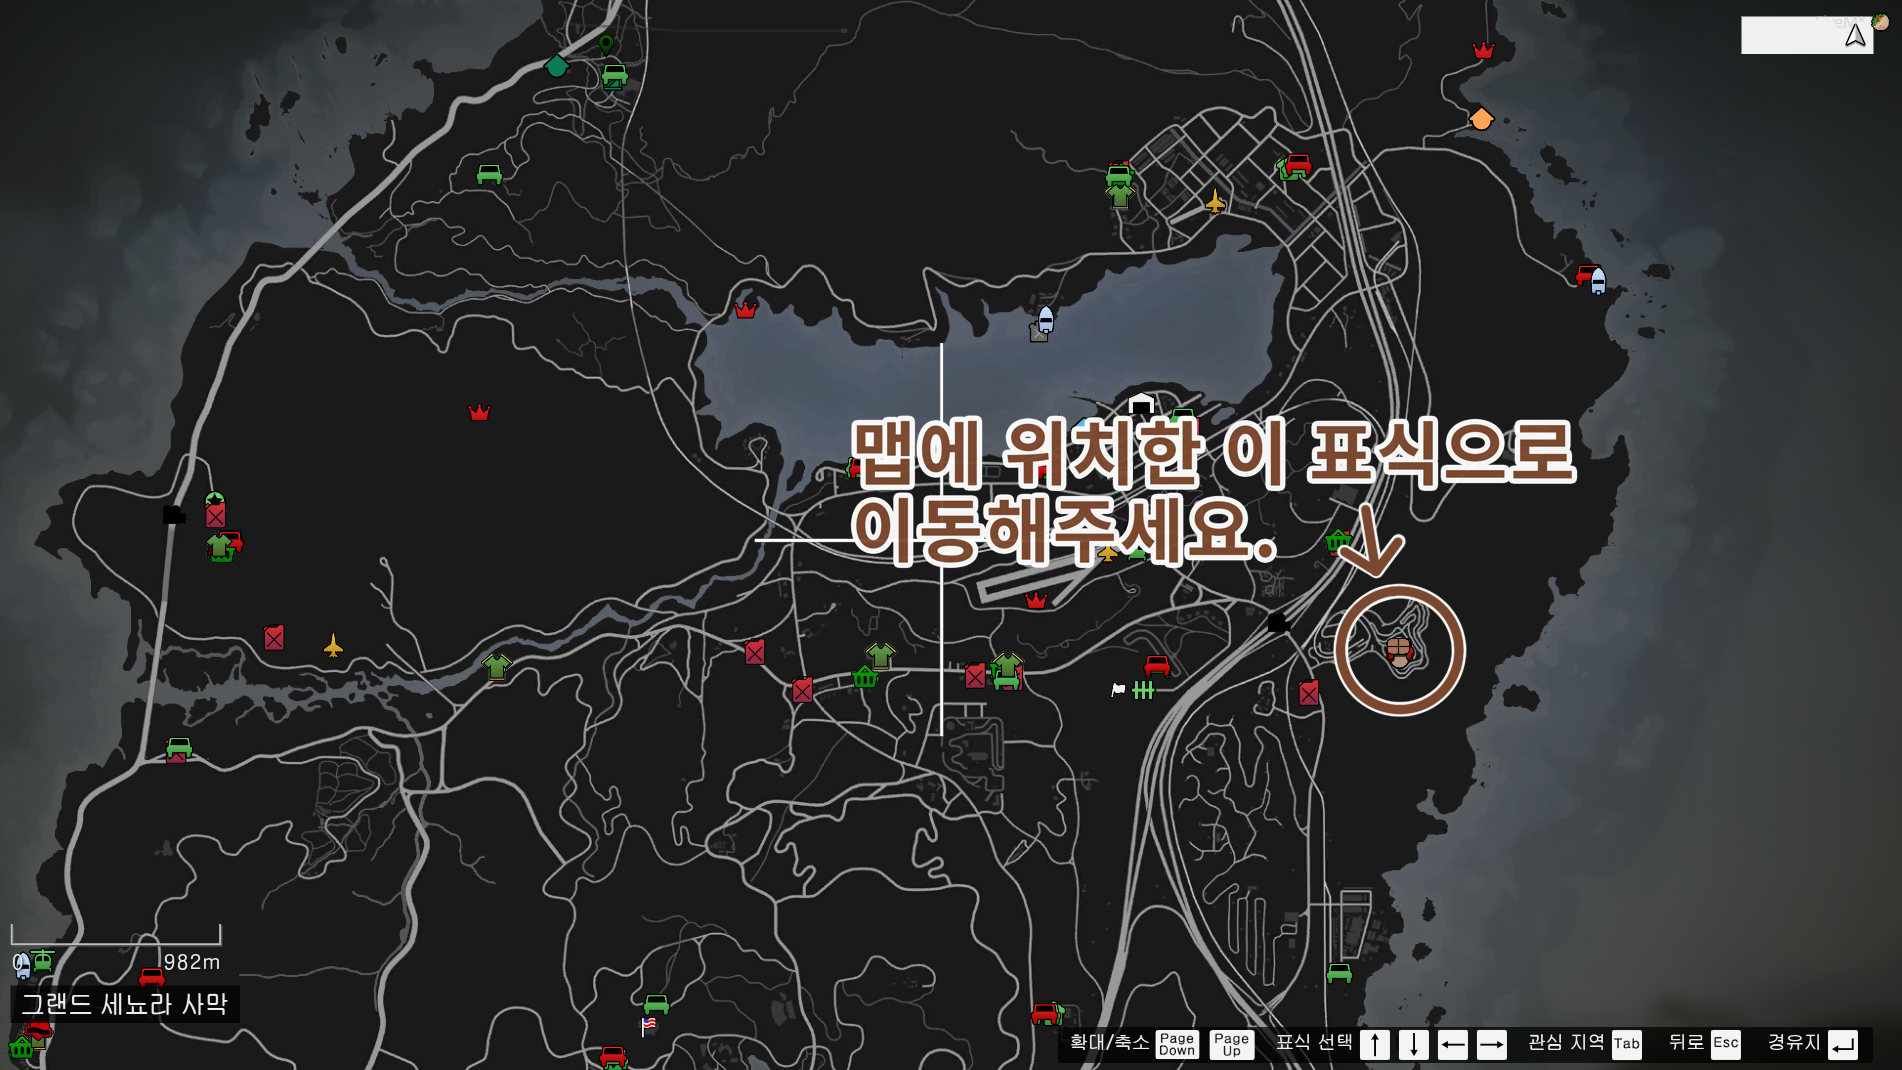 맵에 위치한 이 표식으로
이동해주세요.
0 982m
그랜드 세뇨라 사막
확대/축소 Page Down Page Up 표식 선택 관심 지역 Tab 뒤로 Esc 경유지